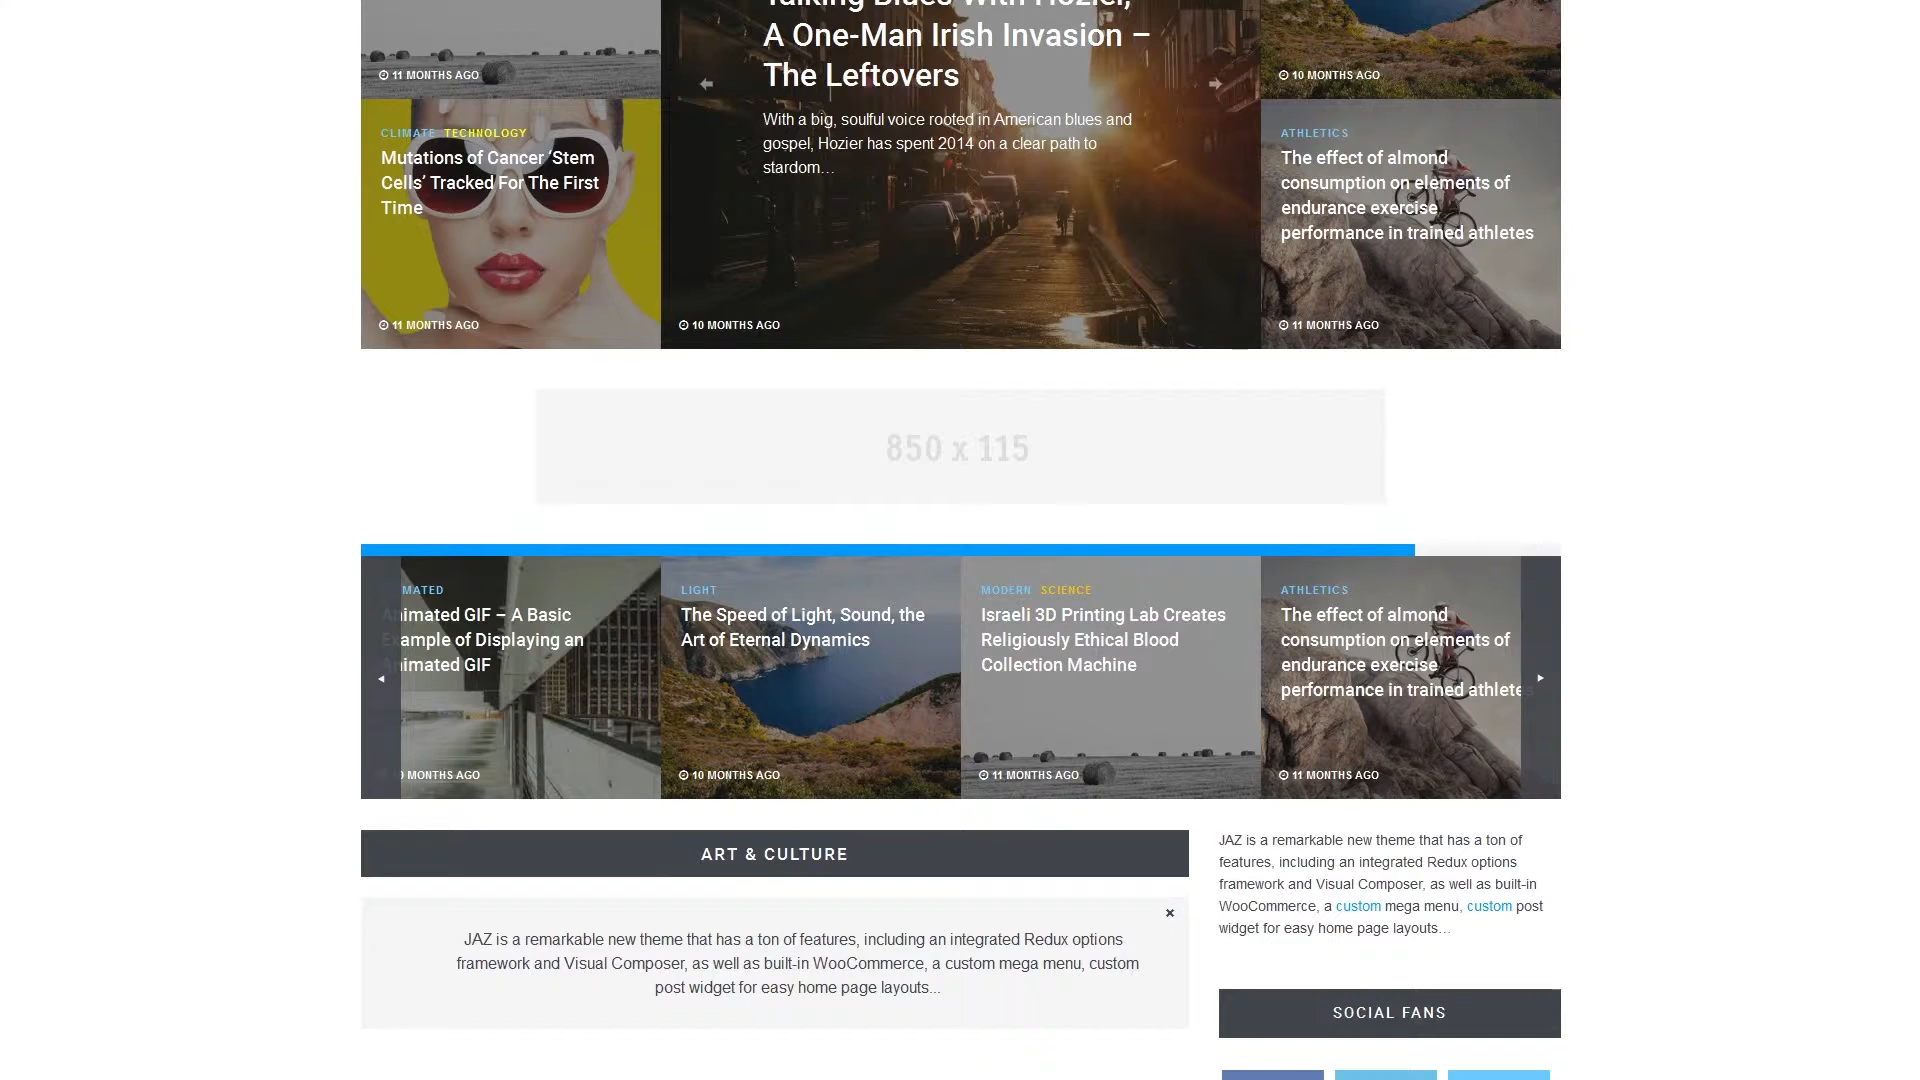 Talking Blues With Hozier,
A One-Man Irish Invasion –
The Leftovers
11 MONTHS AGO
10 MONTHS AGO
With a big, soulful voice rooted in American blues and
gospel, Hozier has spent 2014 on a clear path to
stardom…
CLIMATE TECHNOLOGY
Mutations of Cancer ‘Stem
Cells’ Tracked For The First
Time
ATHLETICS
The effect of almond
consumption on elements of
endurance exercise
performance in trained athletes
11 MONTHS AGO
10 MONTHS AGO
11 MONTHS AGO
850 x 115
MATED
Animated GIF – A Basic
Example of Displaying an
Animated GIF
LIGHT
The Speed of Light, Sound, the
Art of Eternal Dynamics
MODERN SCIENCE
Israeli 3D Printing Lab Creates
Religiously Ethical Blood
Collection Machine
ATHLETICS
The effect of almond
consumption on elements of
endurance exercise
performance in trained athletes
MONTHS AGO
10 MONTHS AGO
11 MONTHS AGO
11 MONTHS AGO
ART & CULTURE
JAZ is a remarkable new theme that has a ton of features, including an integrated Redux options
framework and Visual Composer, as well as built-in WooCommerce, a custom mega menu, custom
post widget for easy home page layouts...
JAZ is a remarkable new theme that has a ton of
features, including an integrated Redux options
framework and Visual Composer, as well as built-in
WooCommerce, a custom mega menu, custom post
widget for easy home page layouts…
SOCIAL FANS